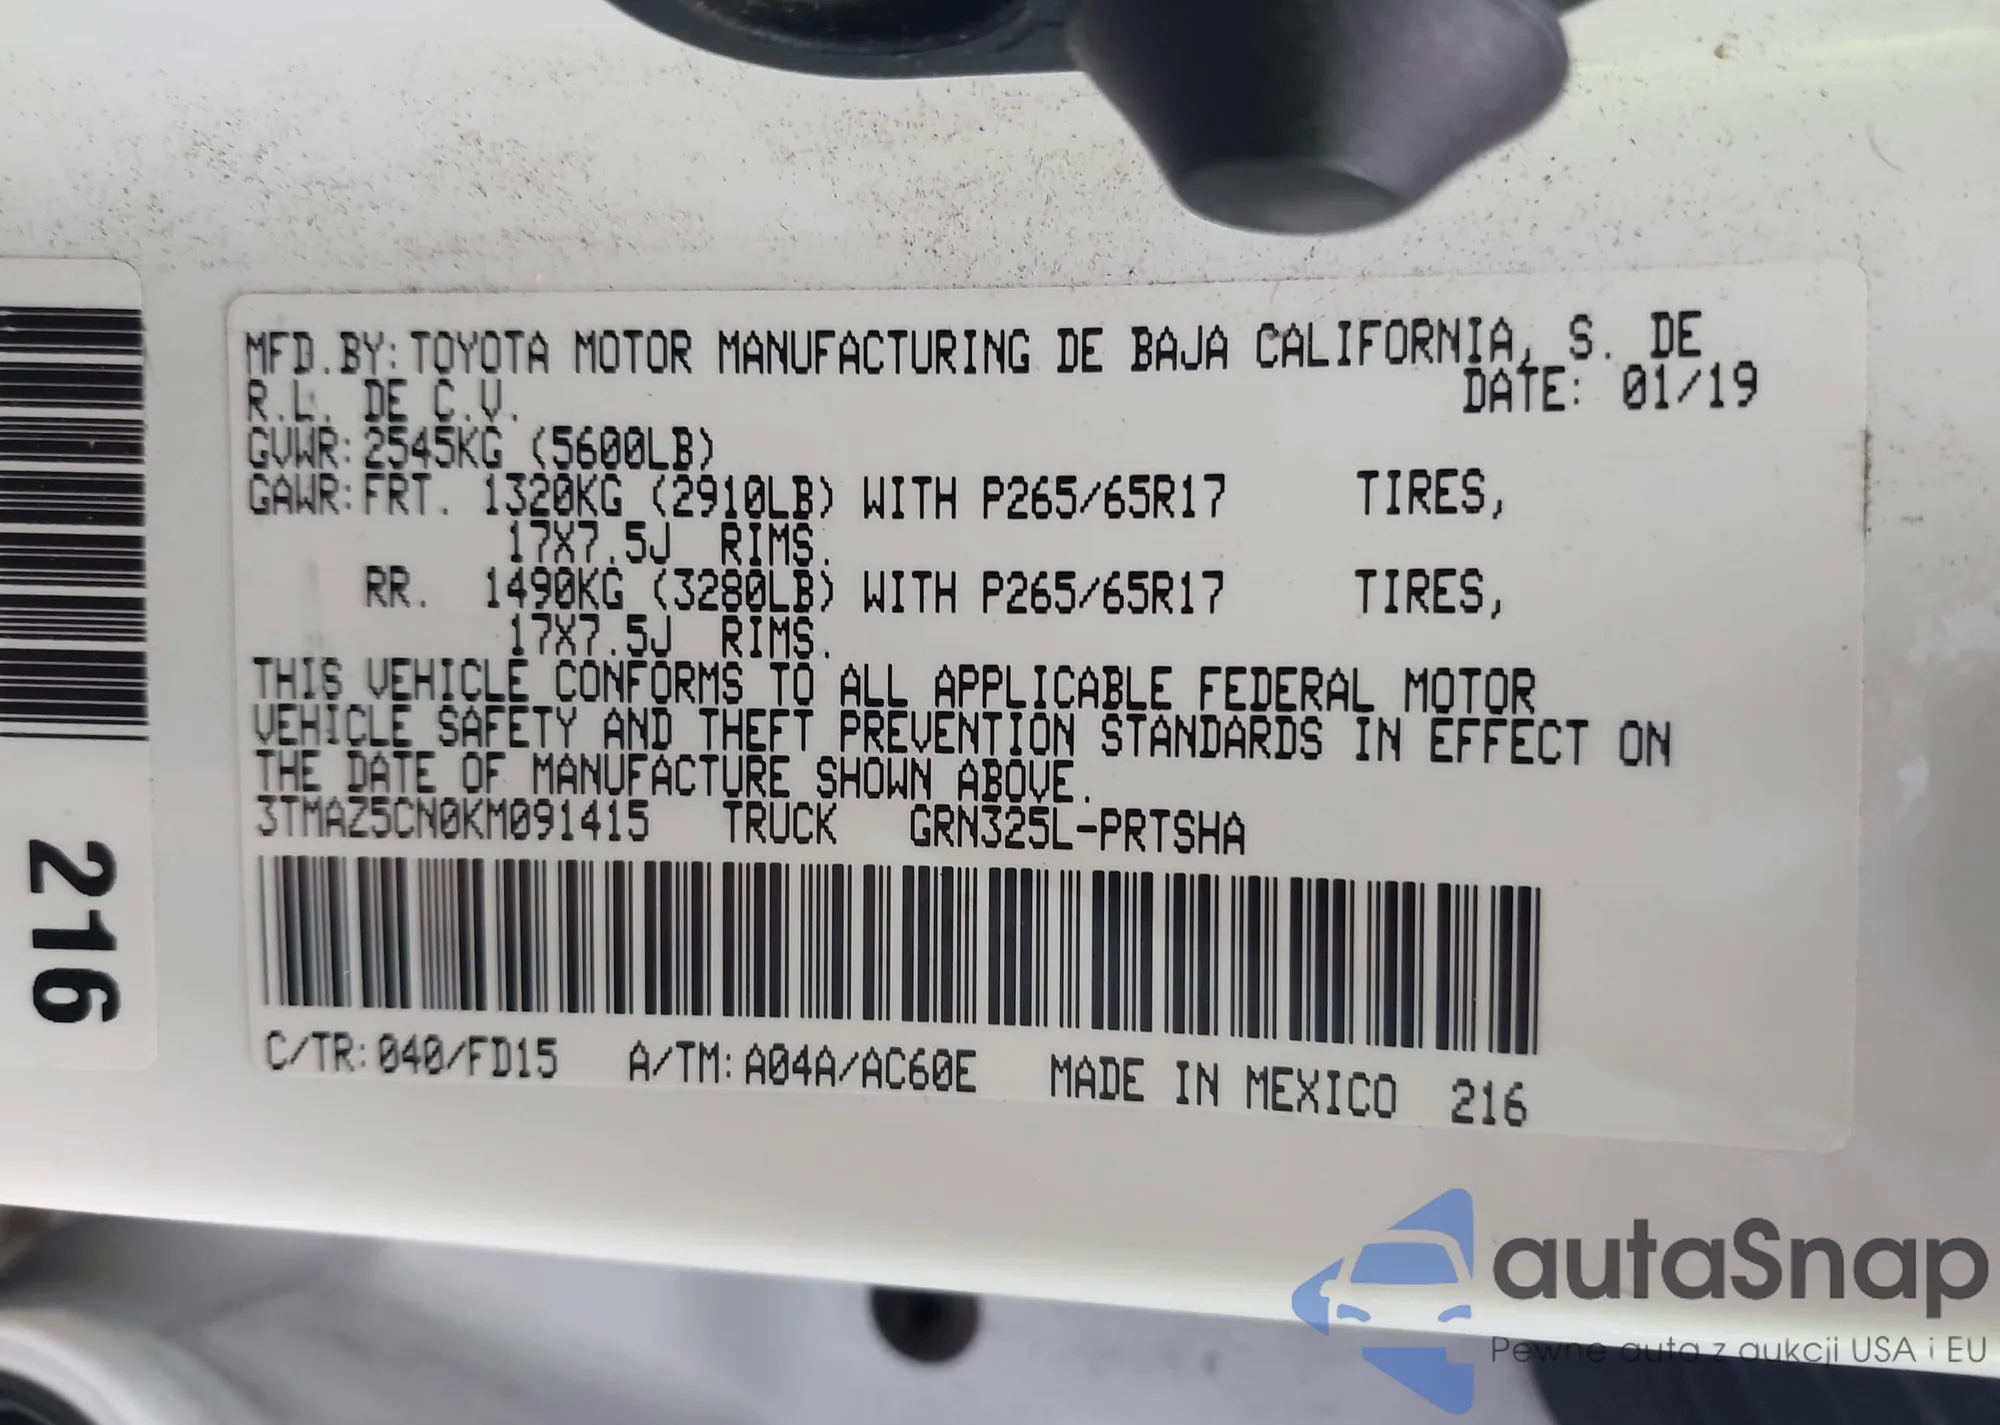 MFD.BY:TOYOTA MOTOR MANUFACTURING DE BAJA CALIFORNIA, S. DE
R.L. DE C.V. DATE: 01/19
GVWR:2545KG (5600LB)
GAWR:FRT. 1320KG (2910LB) WITH P265/65R17 TIRES,
17X7.5J RIMS.
RR. 1490KG (3280LB) WITH P265/65R17 TIRES,
17X7.5J RIMS.
THIS VEHICLE CONFORMS TO ALL APPLICABLE FEDERAL MOTOR
VEHICLE SAFETY AND THEFT PREVENTION STANDARDS IN EFFECT ON
THE DATE OF MANUFACTURE SHOWN ABOVE.
3TMAZ5CN0KM091415 TRUCK GRN325L-PRTSHA
C/TR:040/FD15 A/TM:A04A/AC60E MADE IN MEXICO 216
216
autaSnap
Pewne auta z aukcji USA i EU